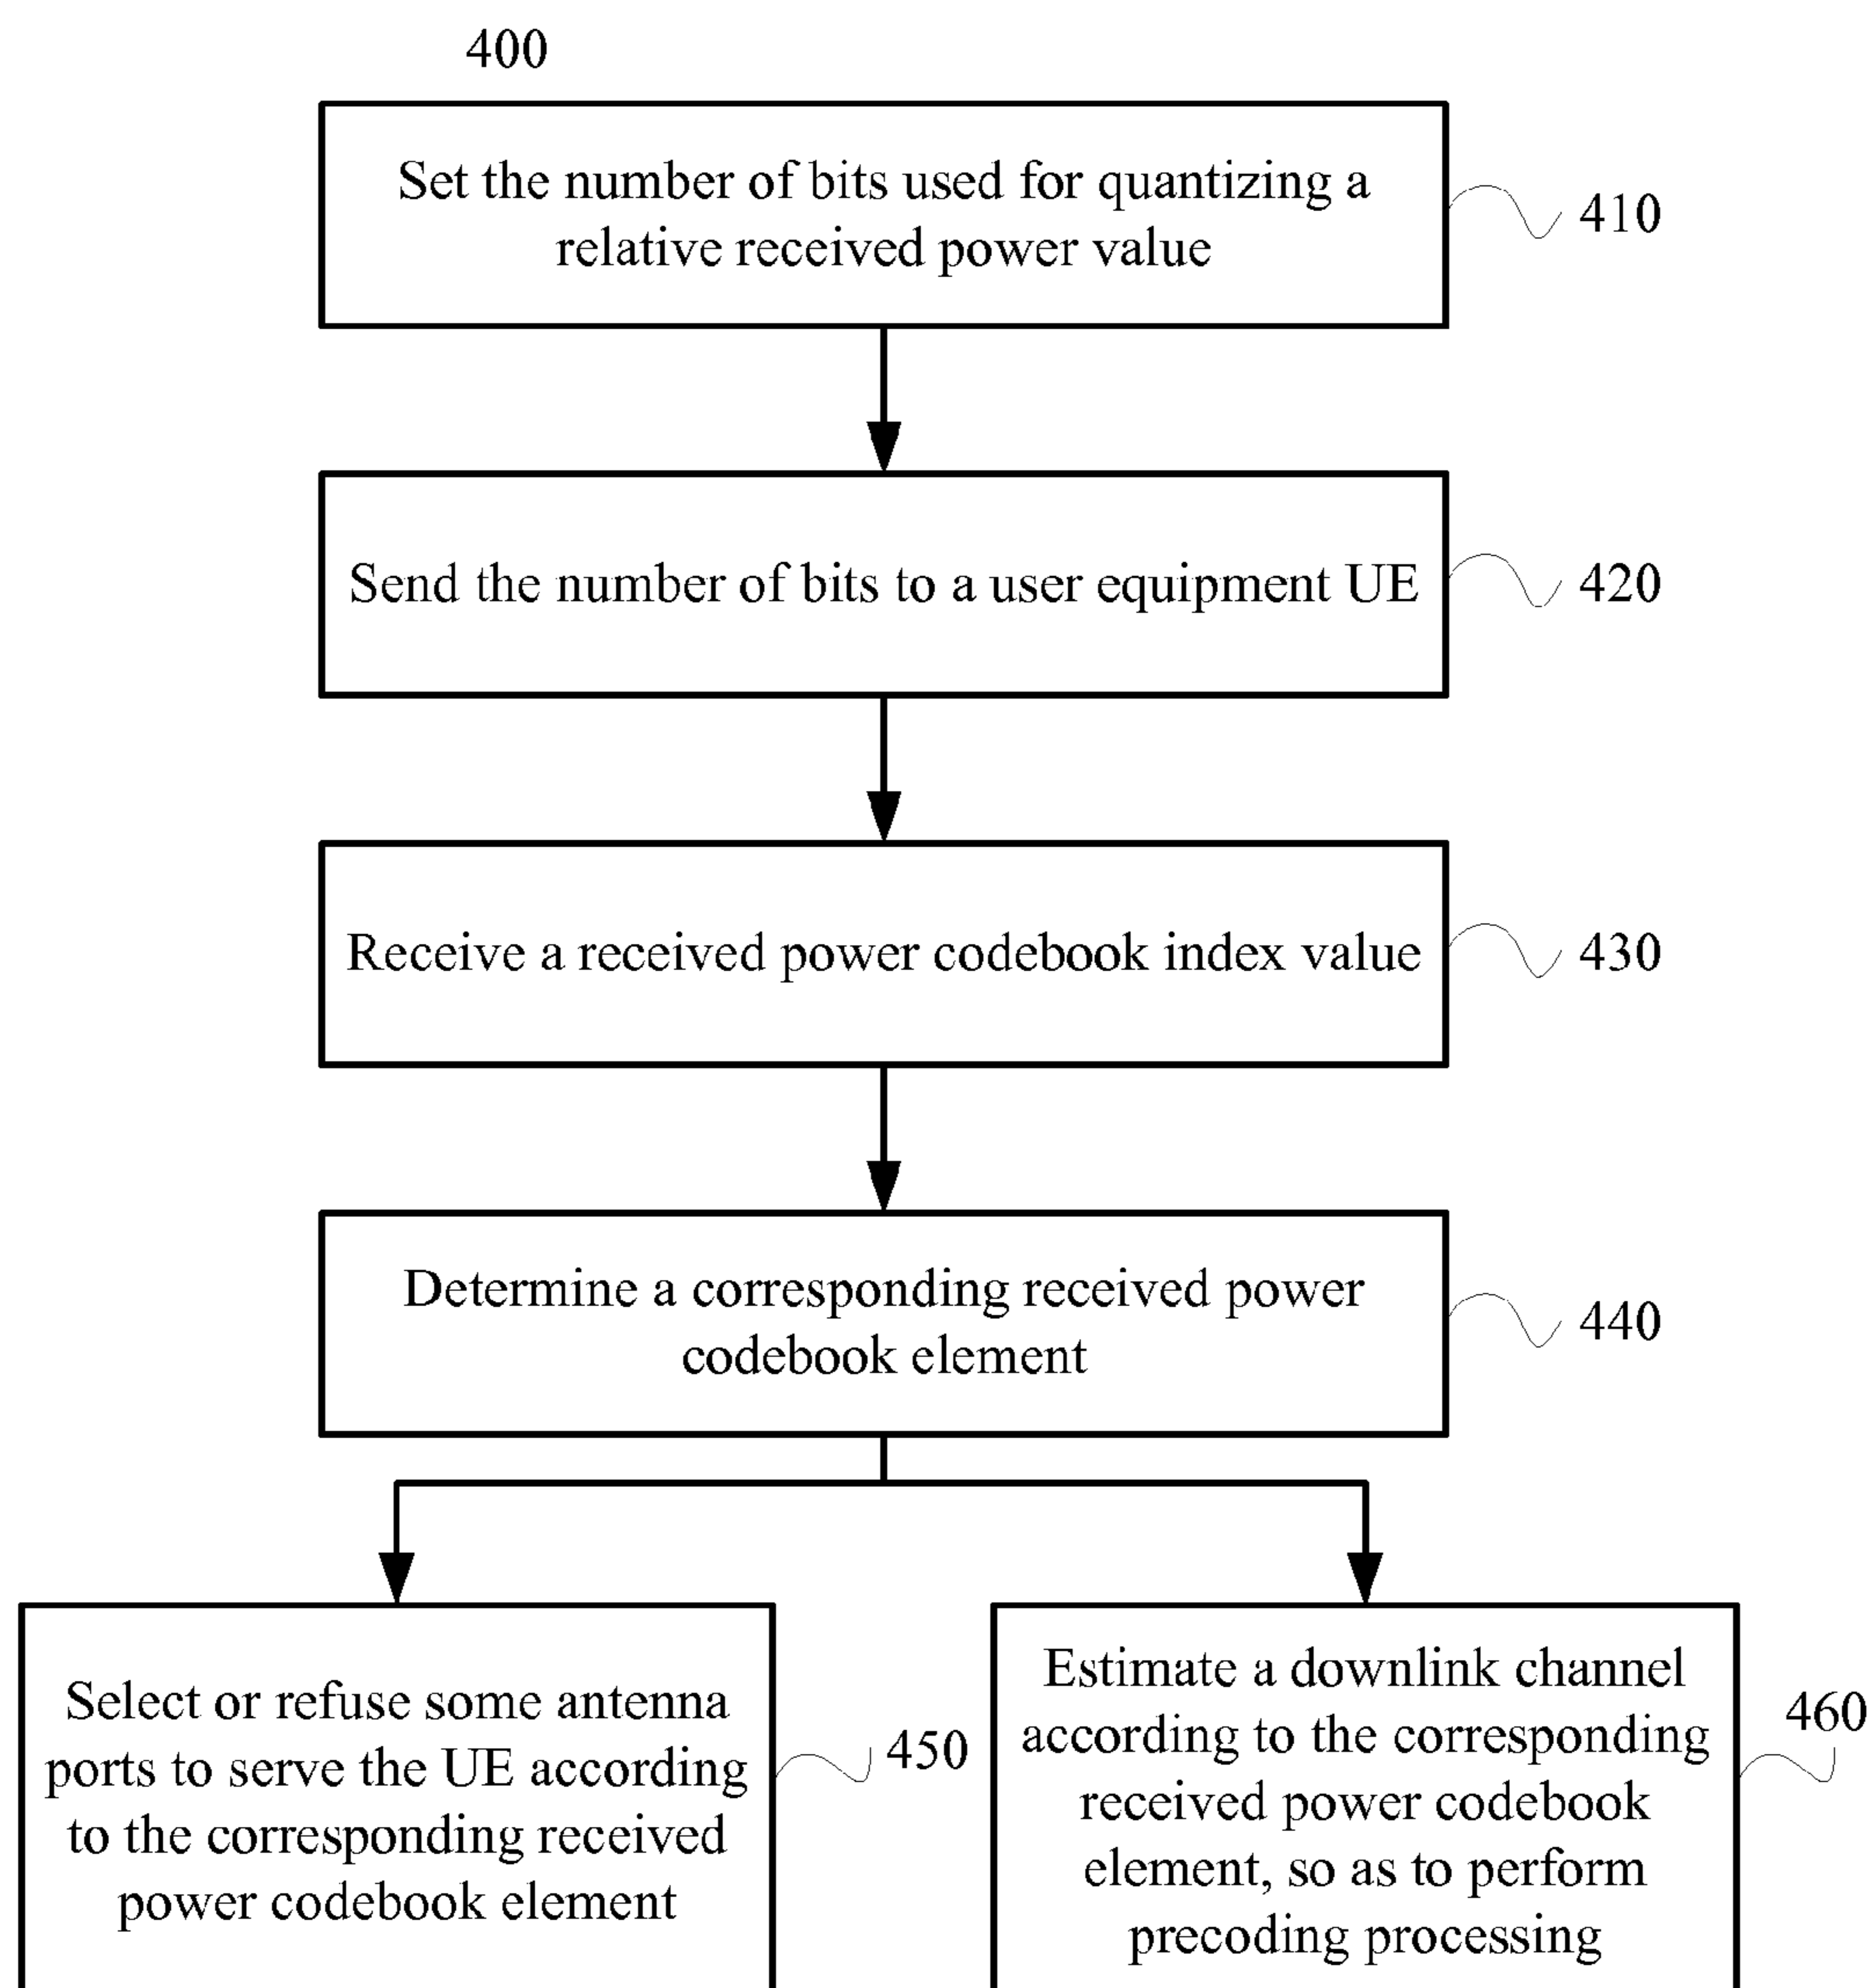 400
Set the number of bits used for quantizing a
relative received power value
410
Send the number of bits to a user equipment UE
420
Receive a received power codebook index value
430
Determine a corresponding received power
codebook element
440
Select or refuse some antenna
ports to serve the UE according
to the corresponding received
power codebook element
450
Estimate a downlink channel
according to the corresponding
received power codebook
element, so as to perform
precoding processing
460